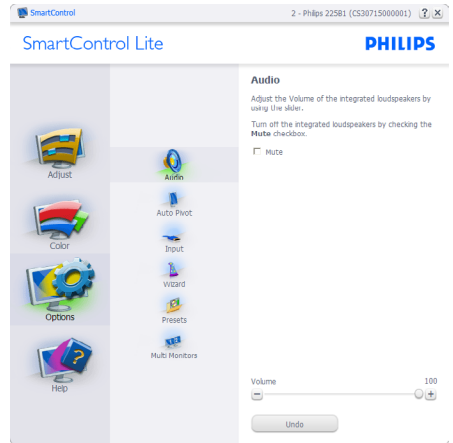 SmartControl
2 - Philips 225B1 (CS30715000001)
SmartControl Lite
PHILIPS
Adjust
Color
Options
Help
Audio
Auto Pivot
Input
Wizard
Presets
Multi Monitors
Audio
Adjust the Volume of the integrated loudspeakers by
using the slider.
Turn off the integrated loudspeakers by checking the
Mute checkbox.
Mute
Volume 100
Undo